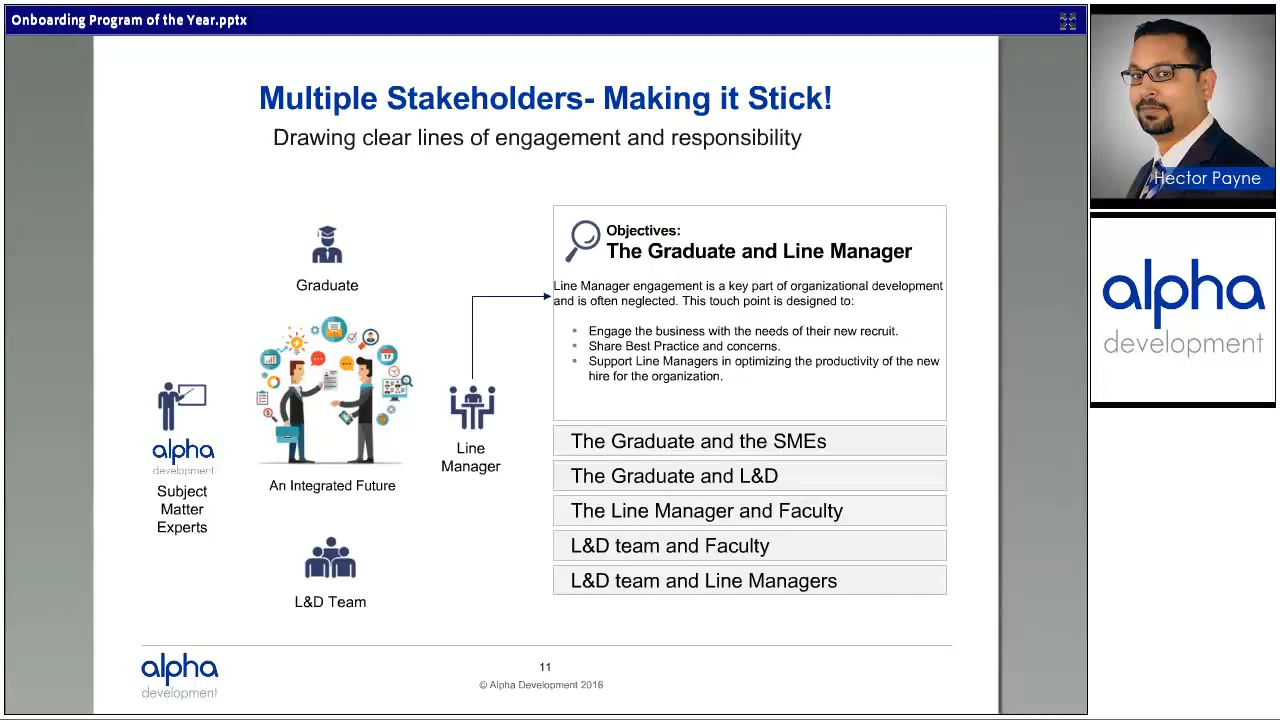 Onboarding Program of the Year.pptx
Multiple Stakeholders- Making it Stick!
Drawing clear lines of engagement and responsibility
Graduate
alpha
development
Subject
Matter
Experts
17
An Integrated Future
Line
Manager
L&D Team
Objectives:
The Graduate and Line Manager
Line Manager engagement is a key part of organizational development
and is often neglected. This touch point is designed to:
Engage the business with the needs of their new recruit.
Share Best Practice and concerns.
Support Line Managers in optimizing the productivity of the new
hire for the organization.
The Graduate and the SMEs
The Graduate and L&D
The Line Manager and Faculty
L&D team and Faculty
L&D team and Line Managers
alpha
development
11
© Alpha Development 2016
Hector Payne
alpha
development